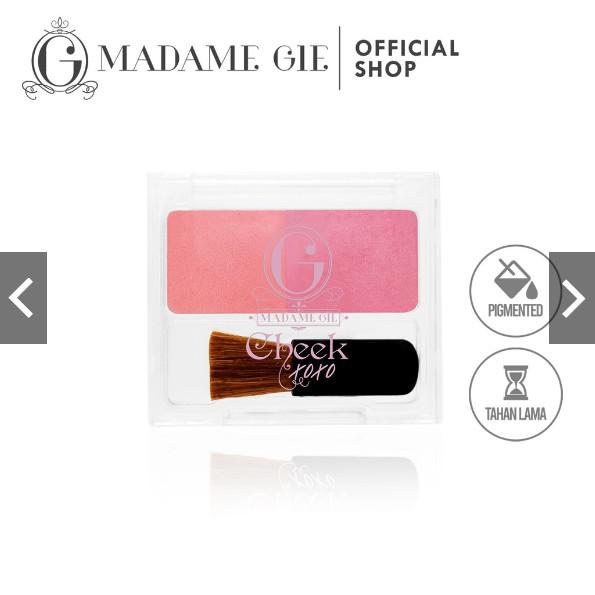 G MADAME GIE
OFFICIAL
SHOP
G
MADAME GIE
Cheek
xoxo
PIGMENTED
TAHAN LAMA